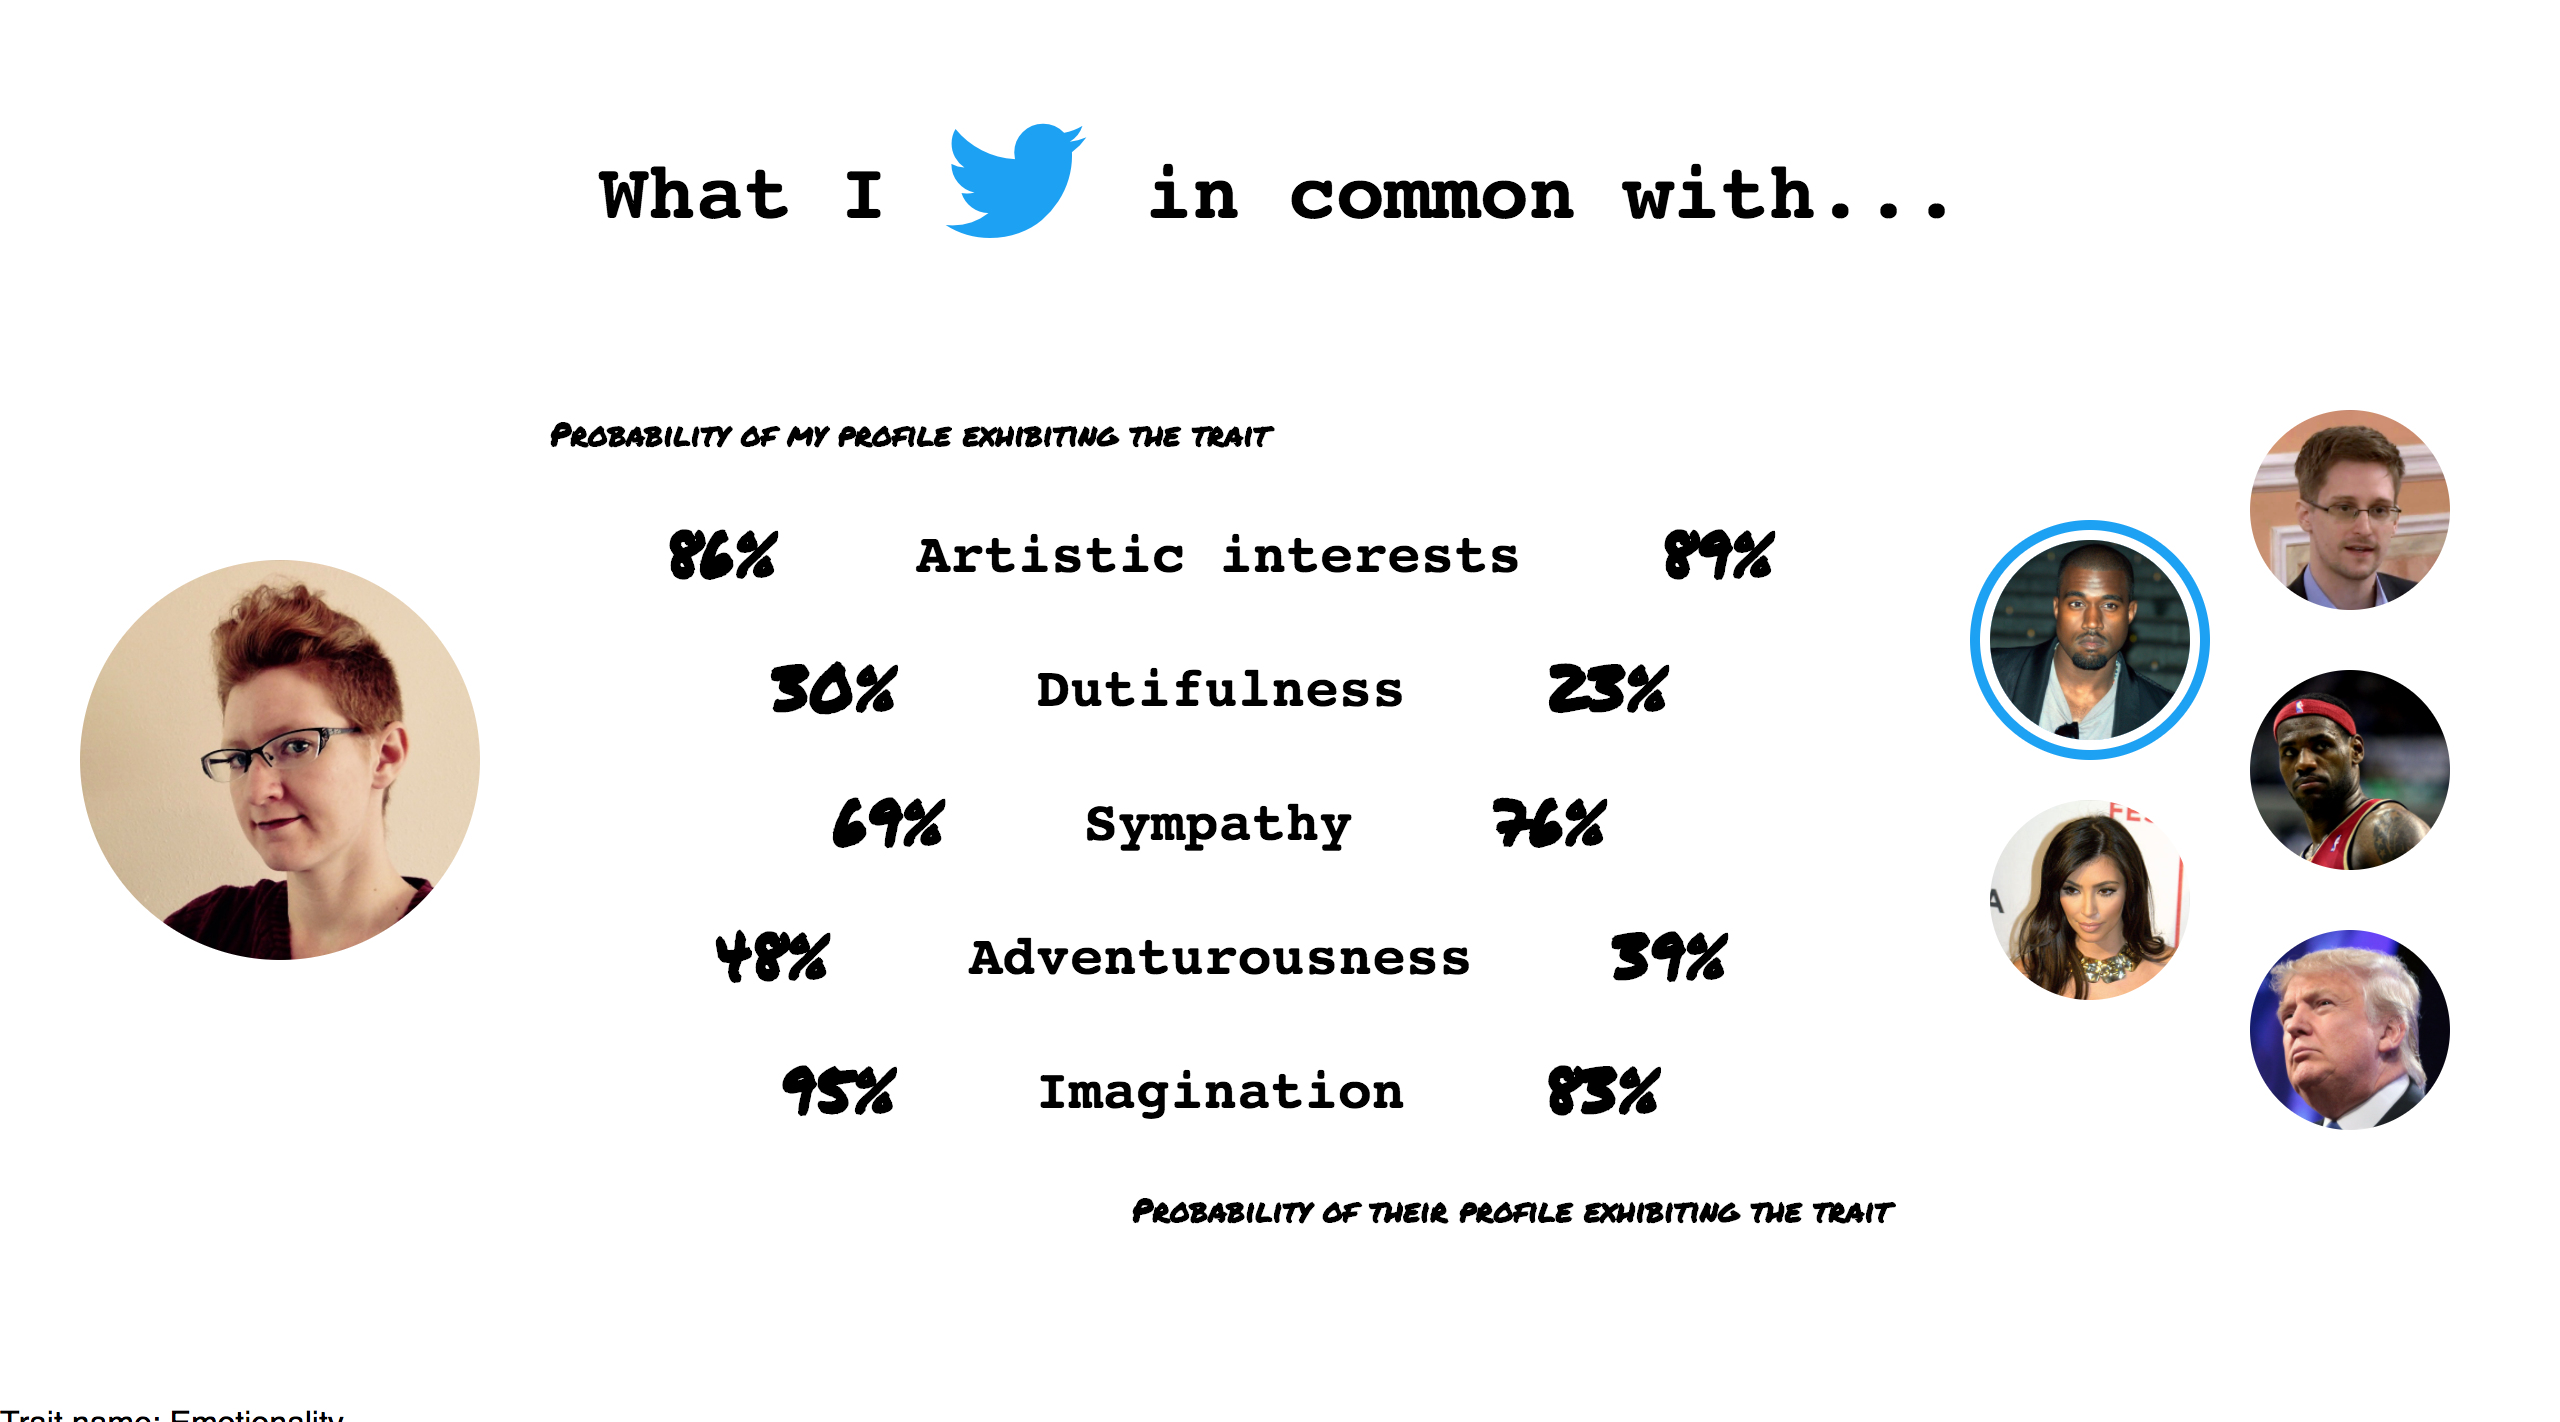 What I in common with...
Probability of my profile exhibiting the trait
86% Artistic interests 89%
30% Dutifulness 23%
69% Sympathy 76%
48% Adventurousness 39%
95% Imagination 83%
Probability of their profile exhibiting the trait
Trait name: Emotionality